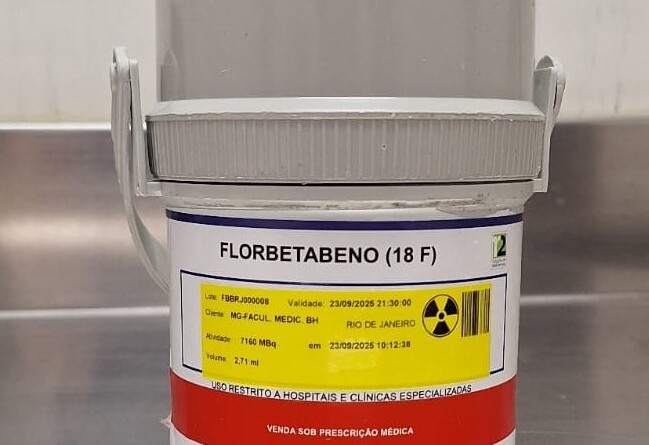 FLORBETABENO (18 F)
Lote: FBBRJ000008 Validade: 23/09/2025 21:30:00
Cliente: MG-FACUL. MEDIC. BH RIO DE JANEIRO
Atividade: 7160 MBq em 23/09/2025 10:12:38
Volume: 2,71 ml
USO RESTRITO A HOSPITAIS E CLÍNICAS ESPECIALIZADAS
VENDA SOB PRESCRIÇÃO MÉDICA